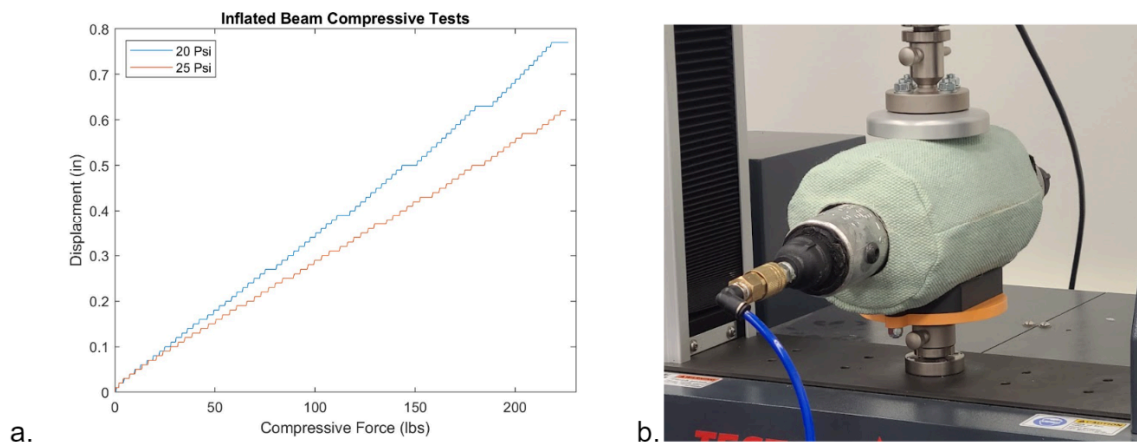 Inflated Beam Compressive Tests
20 Psi
25 Psi
Displacment (in)
0.8
0.7
0.6
0.5
0.4
0.3
0.2
0.1
0
0 50 100 150 200
Compressive Force (lbs)
a.
b.